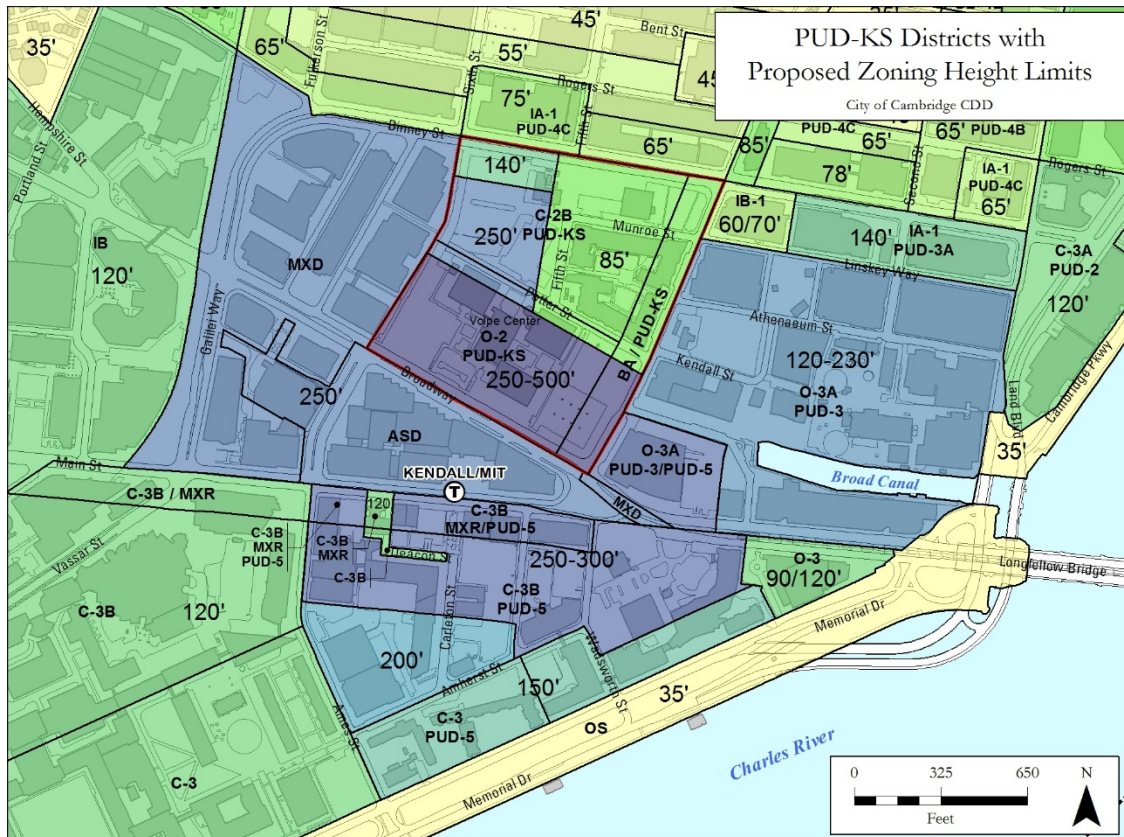 PUD-KS Districts with
Proposed Zoning Height Limits
City of Cambridge CDD
45'
35'
65'
Fulkerson St
55'
Sixth St
Bent St
Rogers St
75'
IA-1
PUD-4C
Fifth St
65'
85'
PUD-4C
65'
78'
Second St
65'
PUD-4B
IA-1
PUD-4C
65'
Rogers St
Hampshire St
Portland St
Binney St
140'
IB-1
60/70'
IA-1
140'
PUD-3A
Linskey Way
C-3A
PUD-2
120'
IB
120'
MXD
C-2B
PUD-KS
250'
Munroe St
85'
Fifth St
Potter St
BA / PUD-KS
Athenaeum St
Kendall St
120-230'
O-3A
PUD-3
Land Blvd
Cambridge Pkwy
Galilei Way
Volpe Center
O-2
PUD-KS
250-500'
Broadway
250'
ASD
O-3A
PUD-3/PUD-5
35'
Broad Canal
Main St
KENDALL/MIT
T
MXD
C-3B / MXR
C-3B
MXR/PUD-5
120
C-3B
MXR
PUD-5
C-3B
MXR
Deacon St
C-3B
250-300'
O-3
90/120'
Longfellow Bridge
Vassar St
C-3B
120'
Carleton St
C-3B
PUD-5
Memorial Dr
200'
Amherst St
Wadsworth St
150'
35'
Ames St
C-3
PUD-5
OS
C-3
Memorial Dr
Charles River
0 325 650
Feet
N